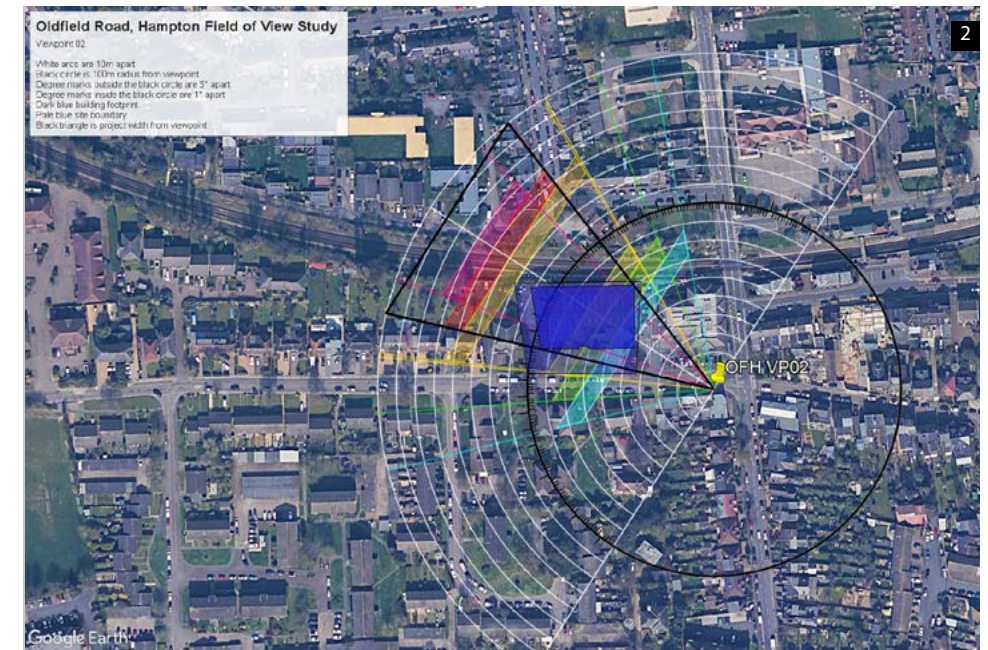 Oldfield Road, Hampton Field of View Study
2
Viewpoint 02
White arcs are 10m apart
Black circle is 100m radius from viewpoint
Degree marks outside the black circle are 5° apart
Degree marks inside the black circle are 1° apart
Dark blue building footprint
Pale blue site boundary
Black triangle is project width from viewpoint
OFH VP02
Google Earth